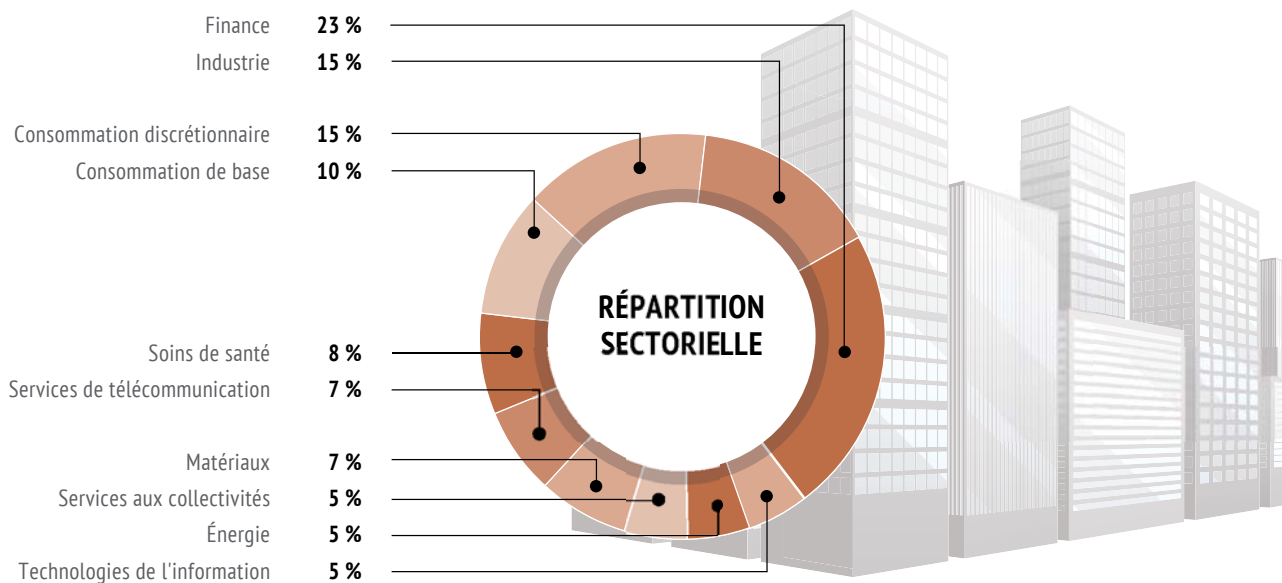 Finance 23 %
Industrie 15 %
Consommation discrétionnaire 15 %
Consommation de base 10 %
RÉPARTITION
SECTORIELLE
Soins de santé 8 %
Services de télécommunication 7 %
Matériaux 7 %
Services aux collectivités 5 %
Énergie 5 %
Technologies de l'information 5 %